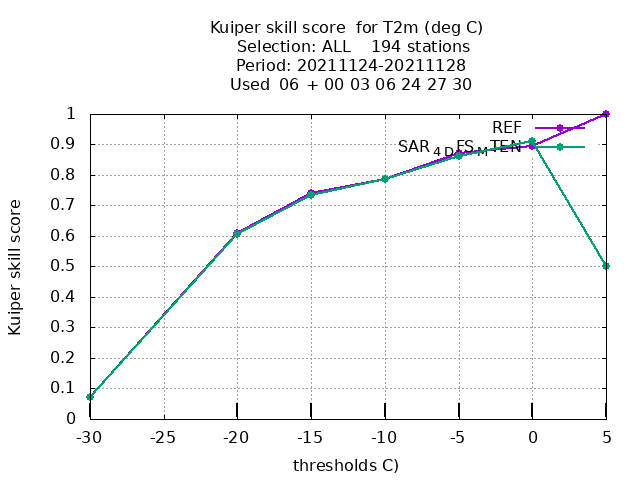 Kuiper skill score  for T2m (deg C)
Selection: ALL    194 stations
Period: 20211124-20211128
Used  06 + 00 03 06 24 27 30
Kuiper skill score
1
0.9
0.8
0.7
0.6
0.5
0.4
0.3
0.2
0.1
0
REF
SAR4DFSMTEN
-30
-25
-20
-15
-10
-5
0
5
thresholds C)